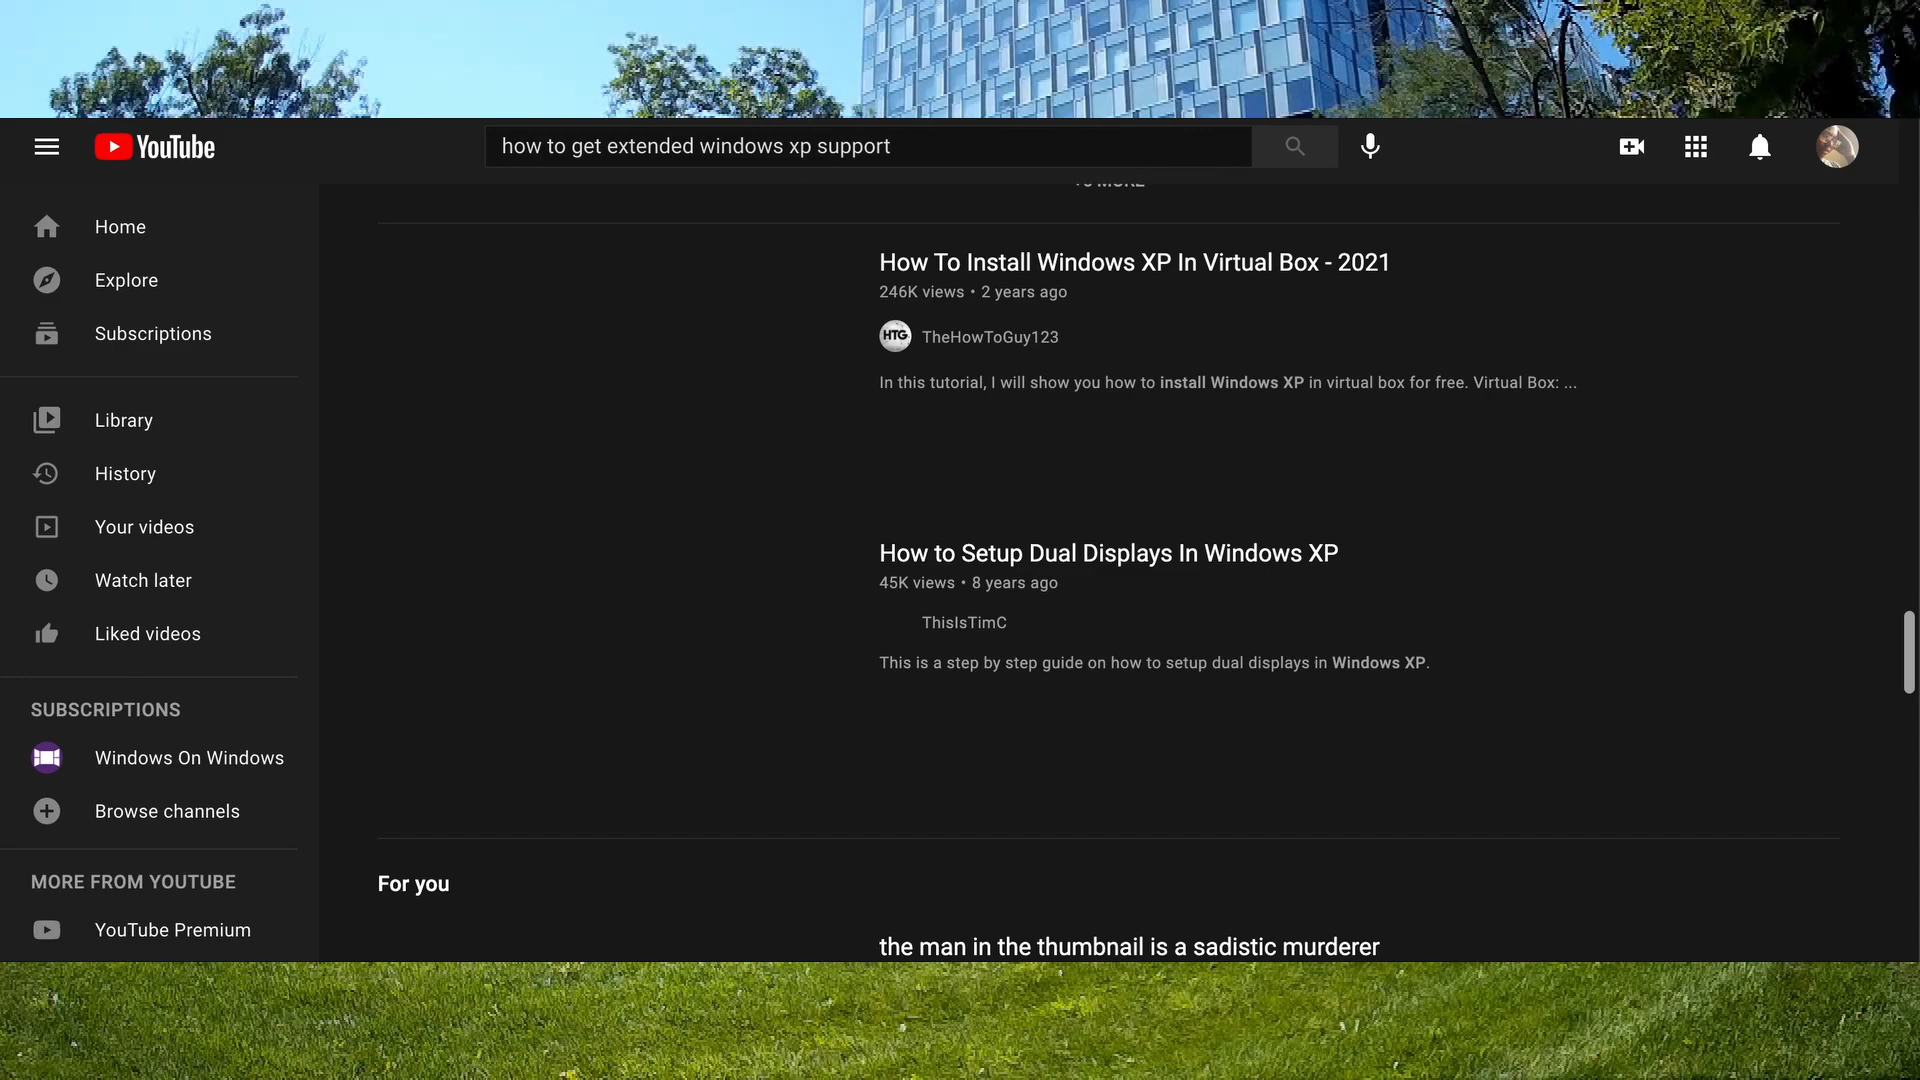 YouTube
how to get extended windows xp support
Home
Explore
Subscriptions
Library
History
Your videos
Watch later
Liked videos
SUBSCRIPTIONS
Windows On Windows
Browse channels
MORE FROM YOUTUBE
YouTube Premium
MORE
How To Install Windows XP In Virtual Box - 2021
246K views • 2 years ago
HTG TheHowToGuy123
In this tutorial, I will show you how to install Windows XP in virtual box for free. Virtual Box: ...
How to Setup Dual Displays In Windows XP
45K views • 8 years ago
ThisIsTimC
This is a step by step guide on how to setup dual displays in Windows XP.
For you
the man in the thumbnail is a sadistic murderer